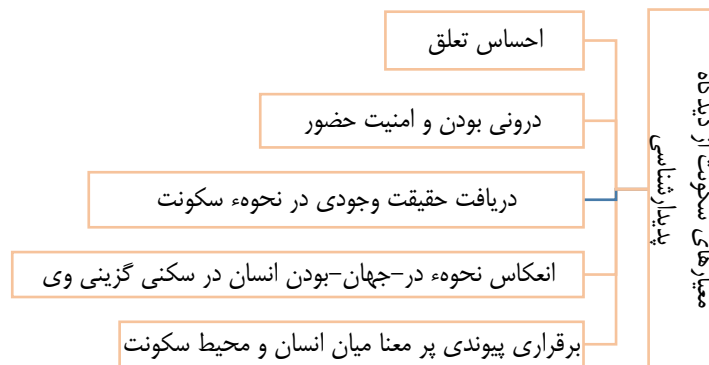 معیارهای سکونت از دیدگاه
پدیدارشناسی
احساس تعلق
درونی بودن و امنیت حضور
دریافت حقیقت وجودی در نحوهء سکونت
انعکاس نحوهء در–جهان–بودن انسان در سکنی گزینی وی
برقراری پیوندی پر معنا میان انسان و محیط سکونت